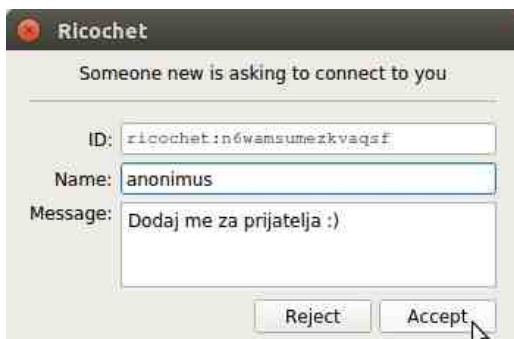 Ricochet
Someone new is asking to connect to you
ID: ricochet:n6wamsumezkvaqsf
Name: anonimus
Message: Dodaj me za prijatelja :)
Reject Accept